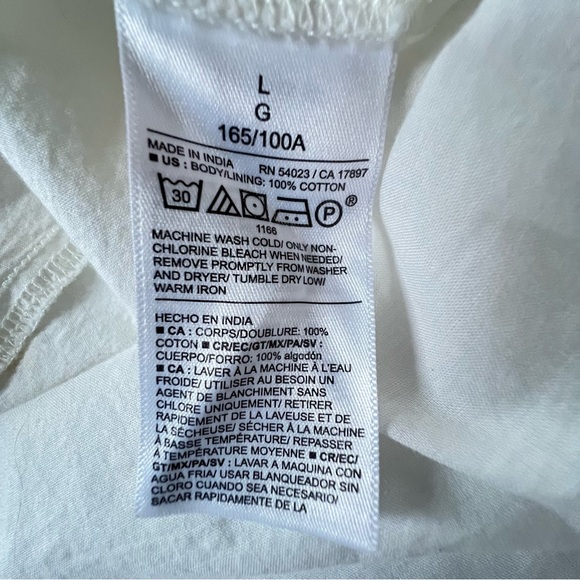 L
G
165/100A
MADE IN INDIA RN 54023 / CA 17897
■ US : BODY/LINING: 100% COTTON
30 P ®
1166
MACHINE WASH COLD/ ONLY NON-
CHLORINE BLEACH WHEN NEEDED/
REMOVE PROMPTLY FROM WASHER
AND DRYER/ TUMBLE DRY LOW/
WARM IRON
HECHO EN INDIA
■ CA : CORPS/DOUBLURE: 100%
COTON ■ CR/EC/GT/MX/PA/SV :
CUERPO/FORRO: 100% algodón
■ CA : LAVER À LA MACHINE À L'EAU
FROIDE/ UTILISER AU BESOIN UN
AGENT DE BLANCHIMENT SANS
CHLORE UNIQUEMENT/ RETIRER
RAPIDEMENT DE LA LAVEUSE ET DE
LA SÉCHEUSE/ SÉCHER À LA MACHINE
À BASSE TEMPÉRATURE/ REPASSER
À TEMPÉRATURE MOYENNE ■ CR/EC/
GT/MX/PA/SV : LAVAR A MAQUINA CON
AGUA FRIA/ USAR BLANQUEADOR SIN
CLORO CUANDO SEA NECESARIO/
SACAR RAPIDAMENTE DE LA